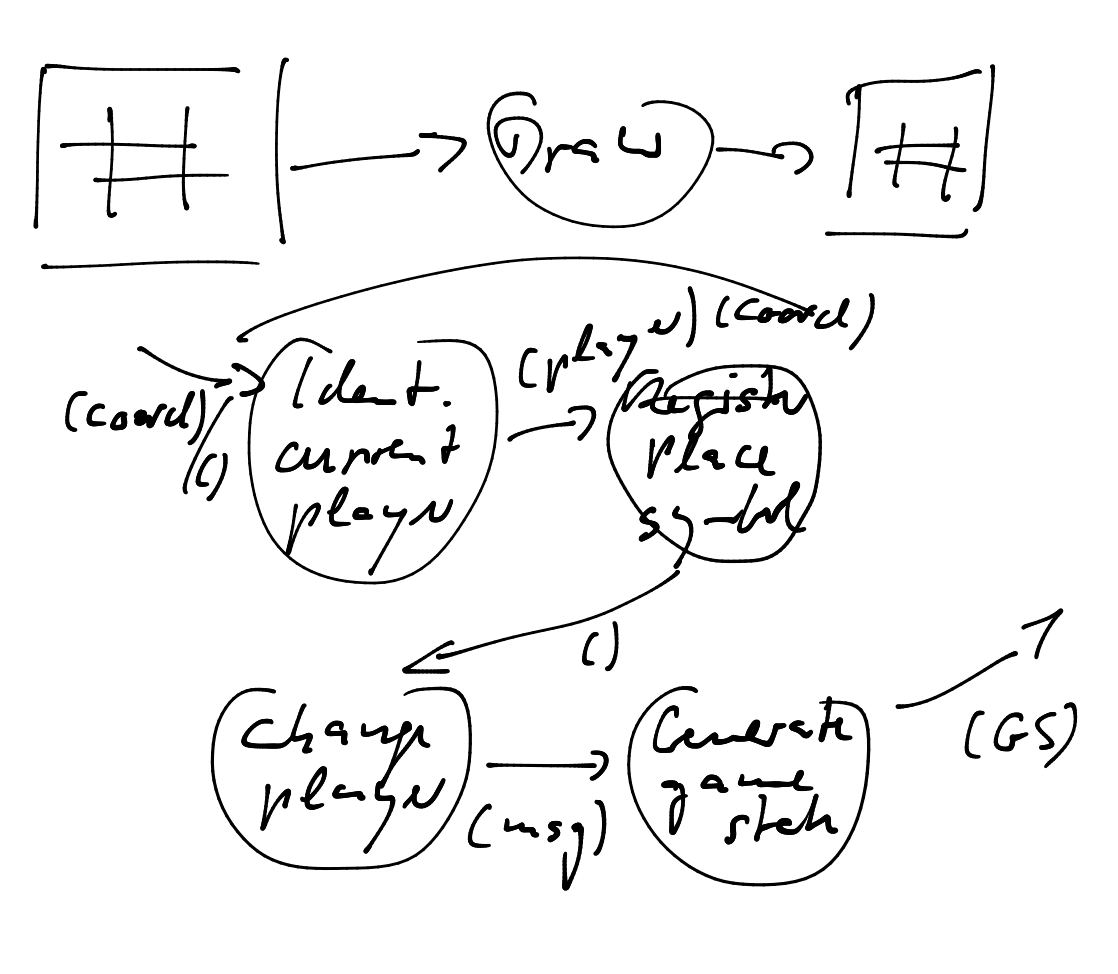 Draw
(player) (coord)
(coord)
()
Ident.
current
player
Register
place
symbol
()
change
player
(msg)
Generate
game
state
(GS)